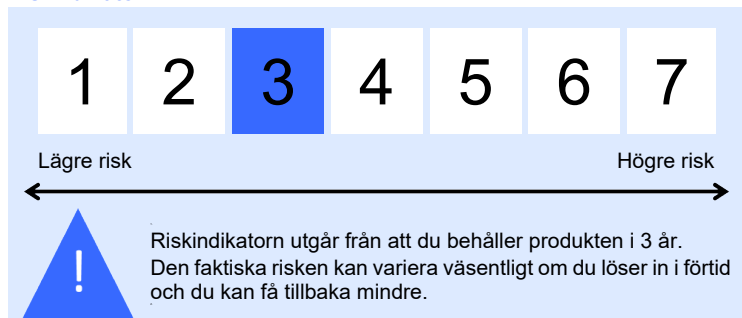 1 2 3 4 5 6 7
Lägre risk Högre risk
!
Riskindikatorn utgår från att du behåller produkten i 3 år.
Den faktiska risken kan variera väsentligt om du löser in i förtid
och du kan få tillbaka mindre.